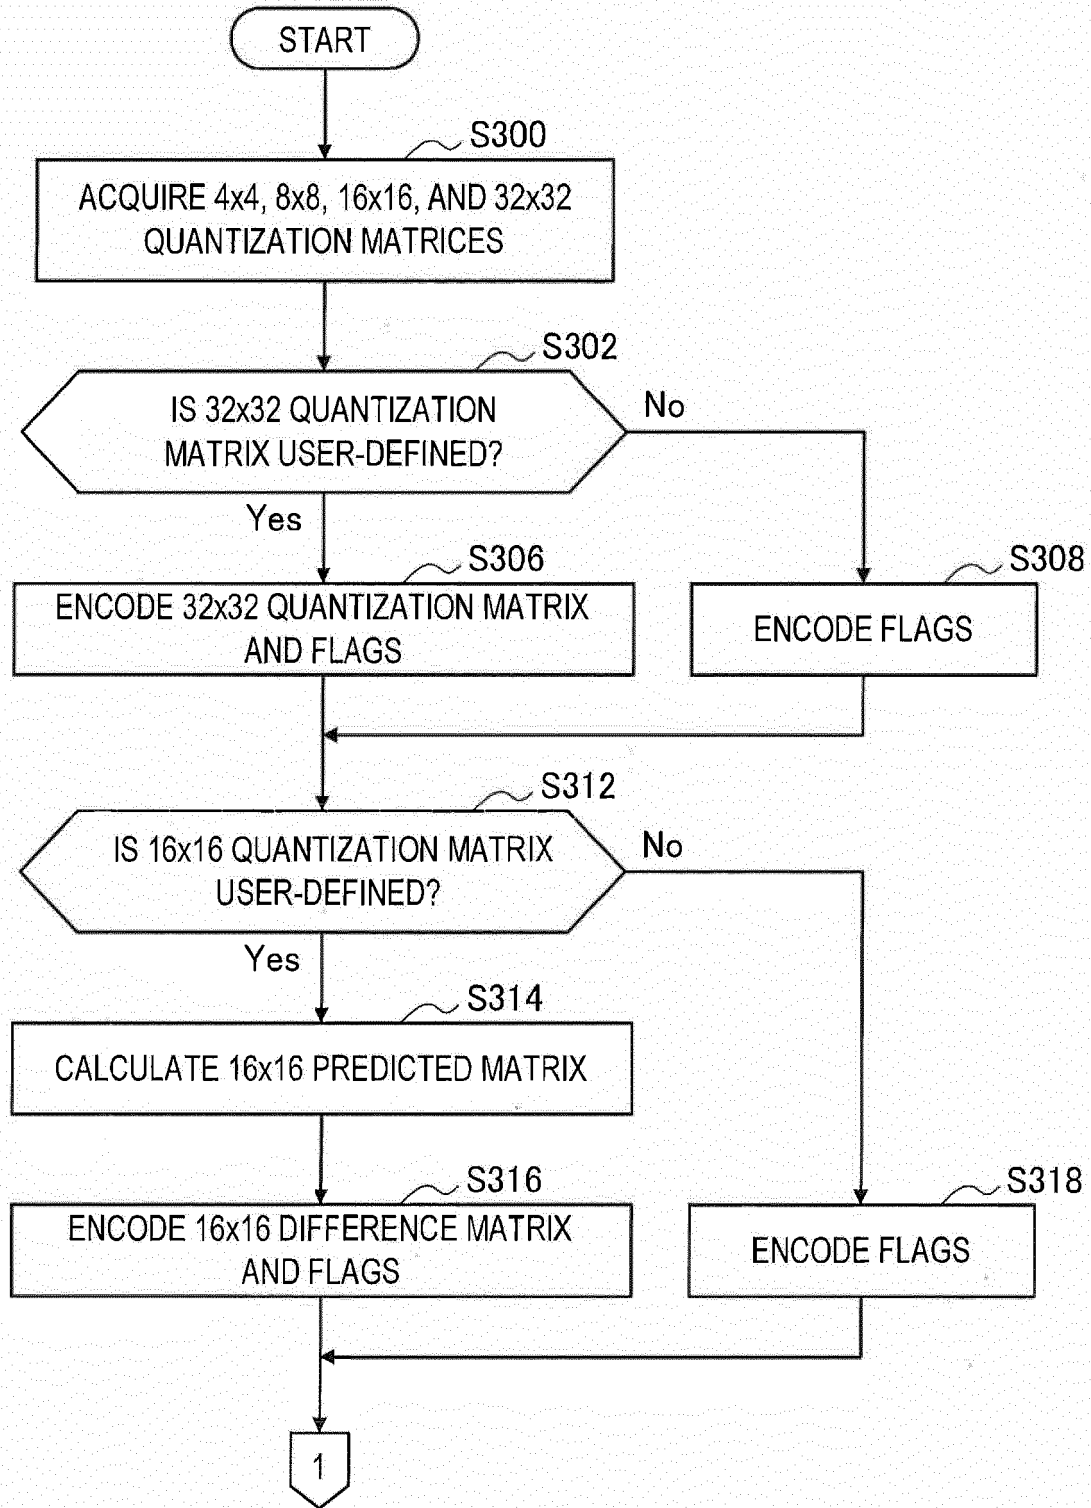 START
S300
ACQUIRE 4x4, 8x8, 16x16, AND 32x32
QUANTIZATION MATRICES
S302
IS 32x32 QUANTIZATION
MATRIX USER-DEFINED?
No
Yes
S306
ENCODE 32x32 QUANTIZATION MATRIX
AND FLAGS
S308
ENCODE FLAGS
S312
IS 16x16 QUANTIZATION MATRIX
USER-DEFINED?
No
Yes
S314
CALCULATE 16x16 PREDICTED MATRIX
S316
ENCODE 16x16 DIFFERENCE MATRIX
AND FLAGS
S318
ENCODE FLAGS
1